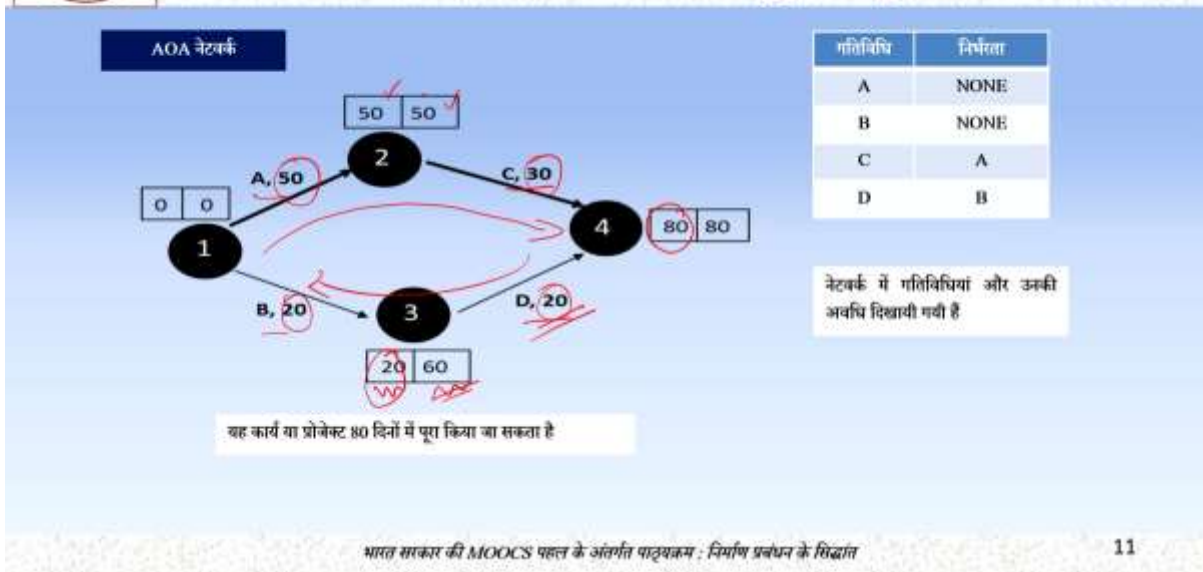 AOA नेटवर्क
गतिविधि निर्भरता
A NONE
B NONE
C A
D B
50 50
2
A, 50
C, 30
0 0
1
4
80 80
B, 20
3
D, 20
20 60
नेटवर्क में गतिविधियां और उनकी
अवधि दिखायी गयी हैं
यह कार्य या प्रोजेक्ट 80 दिनों में पूरा किया जा सकता है
भारत सरकार की MOOCS पहल के अंतर्गत पाठ्यक्रम : निर्माण प्रबंधन के सिद्धांत
11